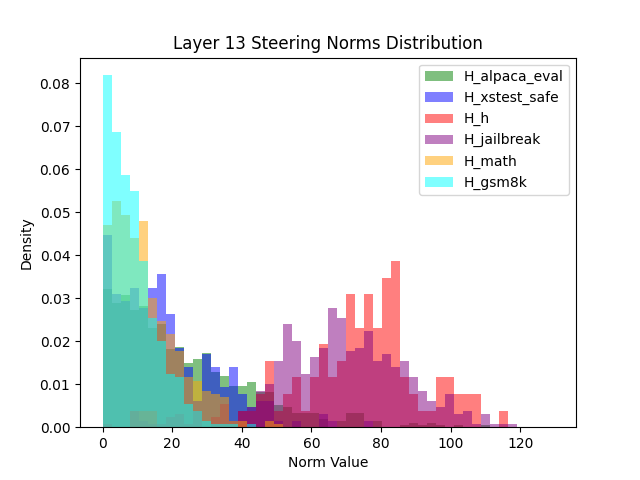 Layer 13 Steering Norms Distribution
H_alpaca_eval
H_xstest_safe
H_h
H_jailbreak
H_math
H_gsm8k
Density
0.08
0.07
0.06
0.05
0.04
0.03
0.02
0.01
0.00
0 20 40 60 80 100 120
Norm Value